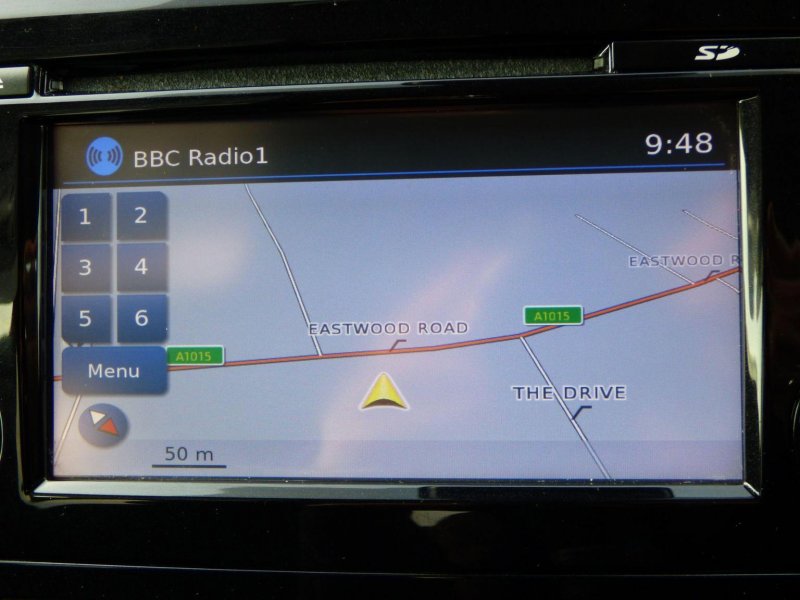 SD
BBC Radio1
9:48
1 2
3 4
5 6
EASTWOOD R
A1015
EASTWOOD ROAD
A1015
Menu
THE DRIVE
50 m